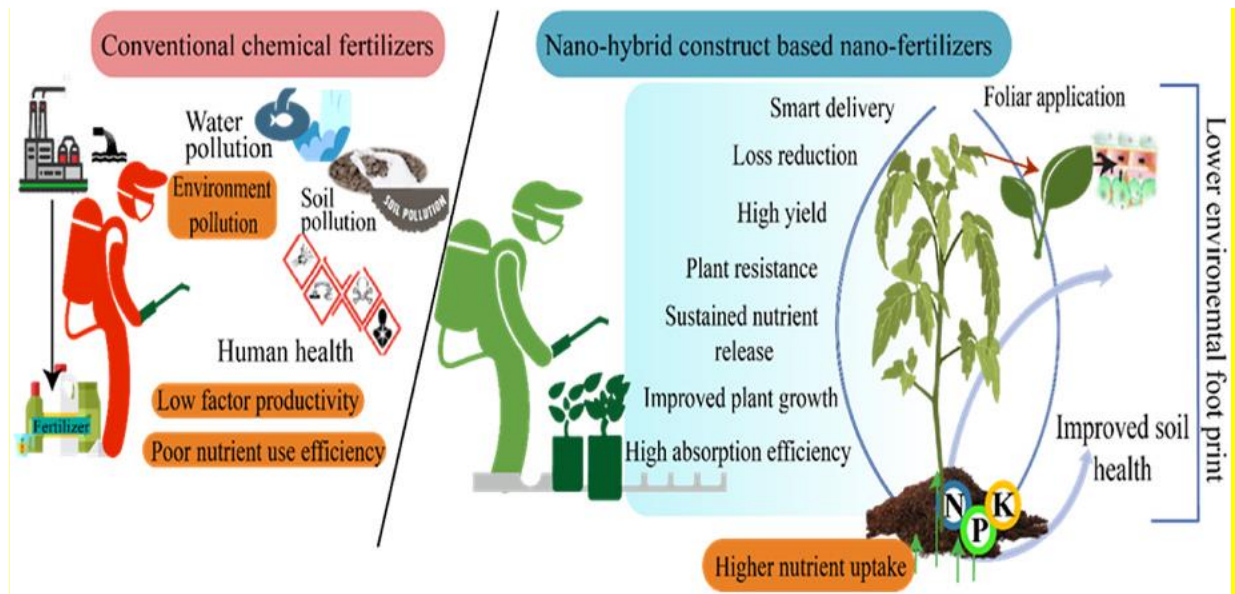 Conventional chemical fertilizers
Water
pollution
Environment
pollution
Soil
pollution
SOIL POLLUTION
Human health
Fertilizer
Low factor productivity
Poor nutrient use efficiency
Nano-hybrid construct based nano-fertilizers
Smart delivery
Loss reduction
High yield
Plant resistance
Sustained nutrient
release
Improved plant growth
High absorption efficiency
Foliar application
Improved soil
health
N
P
K
Higher nutrient uptake
Lower environemtal foot print